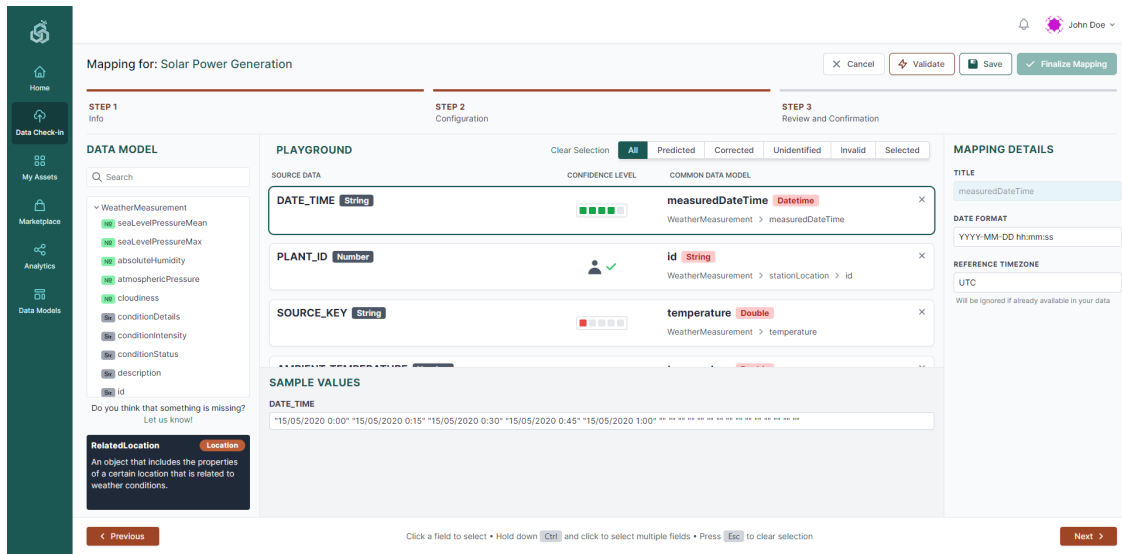 John Doe
Mapping for: Solar Power Generation
Cancel
Validate
Save
Finalize Mapping
Home
Data Check-in
My Assets
Marketplace
Analytics
Data Models
STEP 1
Info
STEP 2
Configuration
STEP 3
Review and Confirmation
DATA MODEL
Search
WeatherMeasurement
seaLevelPressureMean
seaLevelPressureMax
absoluteHumidity
atmosphericPressure
cloudiness
Str conditionDetails
Str conditionIntensity
Str conditionStatus
Str description
Str id
Do you think that something is missing?
Let us know!
RelatedLocation Location
An object that includes the properties
of a certain location that is related to
weather conditions.
PLAYGROUND
Clear Selection All Predicted Corrected Unidentified Invalid Selected
SOURCE DATA CONFIDENCE LEVEL COMMON DATA MODEL
DATE_TIME String measuredDateTime Datetime
WeatherMeasurement > measuredDateTime
PLANT_ID Number id String
WeatherMeasurement > stationLocation > id
SOURCE_KEY String temperature Double
WeatherMeasurement > temperature
SAMPLE VALUES
DATE_TIME
"15/05/2020 0:00" "15/05/2020 0:15" "15/05/2020 0:30" "15/05/2020 0:45" "15/05/2020 1:00" "" "" "" "" "" "" "" "" "" "" "" "" "" "" ""
MAPPING DETAILS
TITLE
measuredDateTime
DATE FORMAT
YYYY-MM-DD hh:mm:ss
REFERENCE TIMEZONE
UTC
Will be ignored if already available in your data
< Previous
Click a field to select • Hold down Ctrl and click to select multiple fields • Press Esc to clear selection
Next >